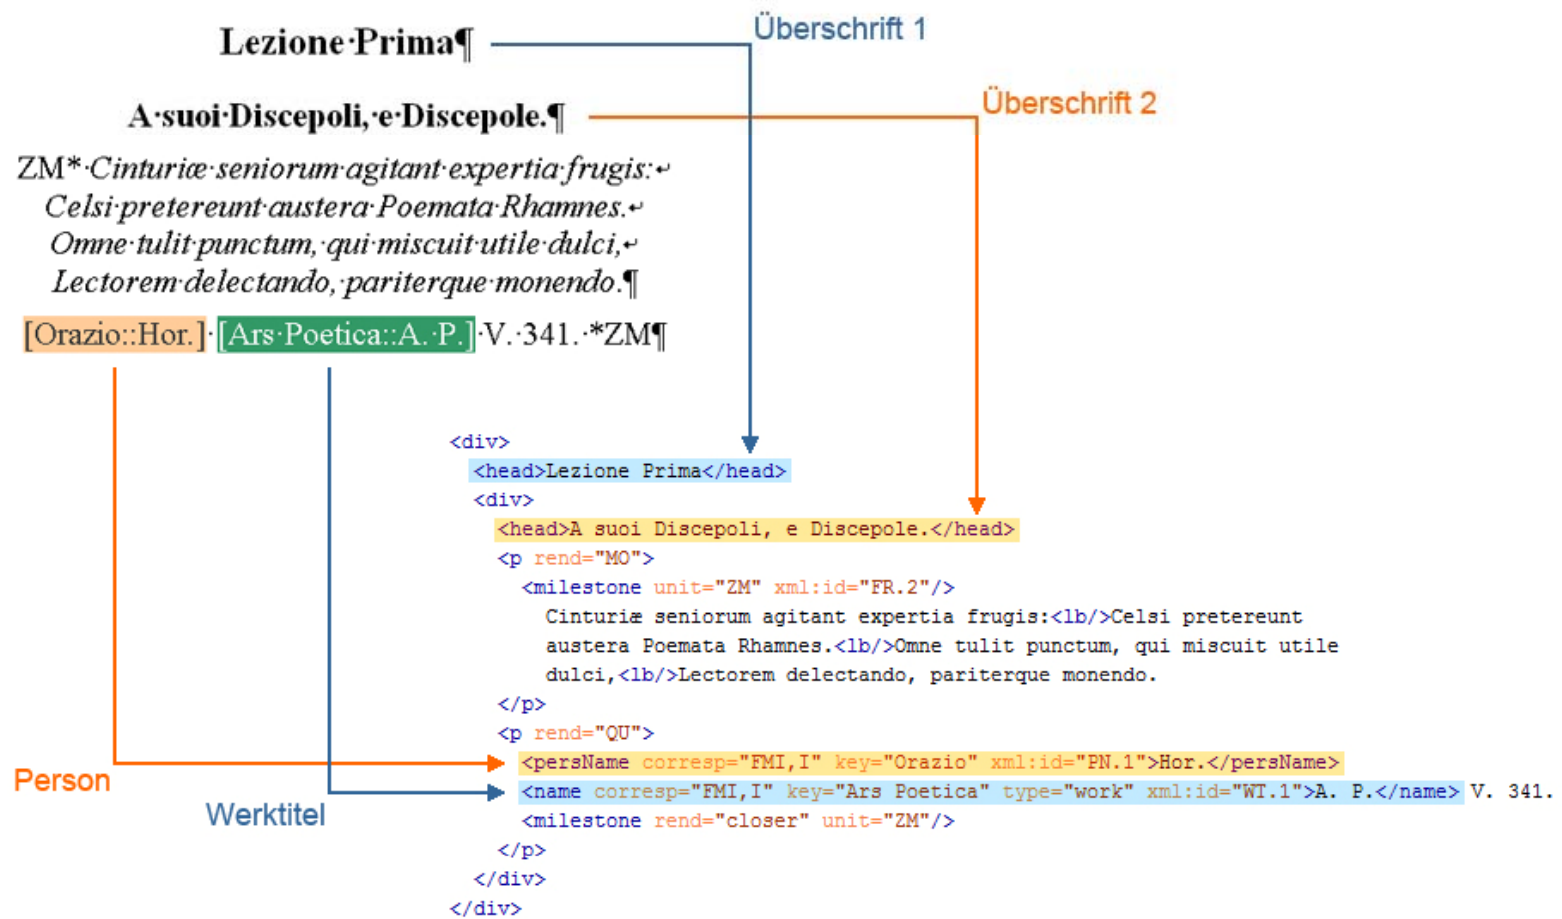 Überschrift 1
Lezione·Prima¶
Überschrift 2
A·suoi·Discepoli,·e·Discepole.¶
ZM*·Cinturiæ·seniorum·agitant·expertia·frugis:↵
Celsi·pretereunt·austera·Poemata·Rhamnes.↵
Omne·tulit·punctum,·qui·miscuit·utile·dulci,↵
Lectorem·delectando,·pariterque·monendo.¶
[Orazio::Hor.]·[Ars·Poetica::A.·P.]·V.·341.·*ZM¶
<div>
<head>Lezione Prima</head>
<div>
<head>A suoi Discepoli, e Discepole.</head>
<p rend="MO">
<milestone unit="ZM" xml:id="FR.2"/>
Cinturiæ seniorum agitant expertia frugis:<lb/>Celsi pretereunt
austera Poemata Rhamnes.<lb/>Omne tulit punctum, qui miscuit utile
dulci,<lb/>Lectorem delectando, pariterque monendo.
</p>
<p rend="QU">
<persName corresp="FMI,I" key="Orazio" xml:id="PN.1">Hor.</persName>
Person
<name corresp="FMI,I" key="Ars Poetica" type="work" xml:id="WT.1">A. P.</name> V. 341.
Werktitel
<milestone rend="closer" unit="ZM"/>
</p>
</div>
</div>